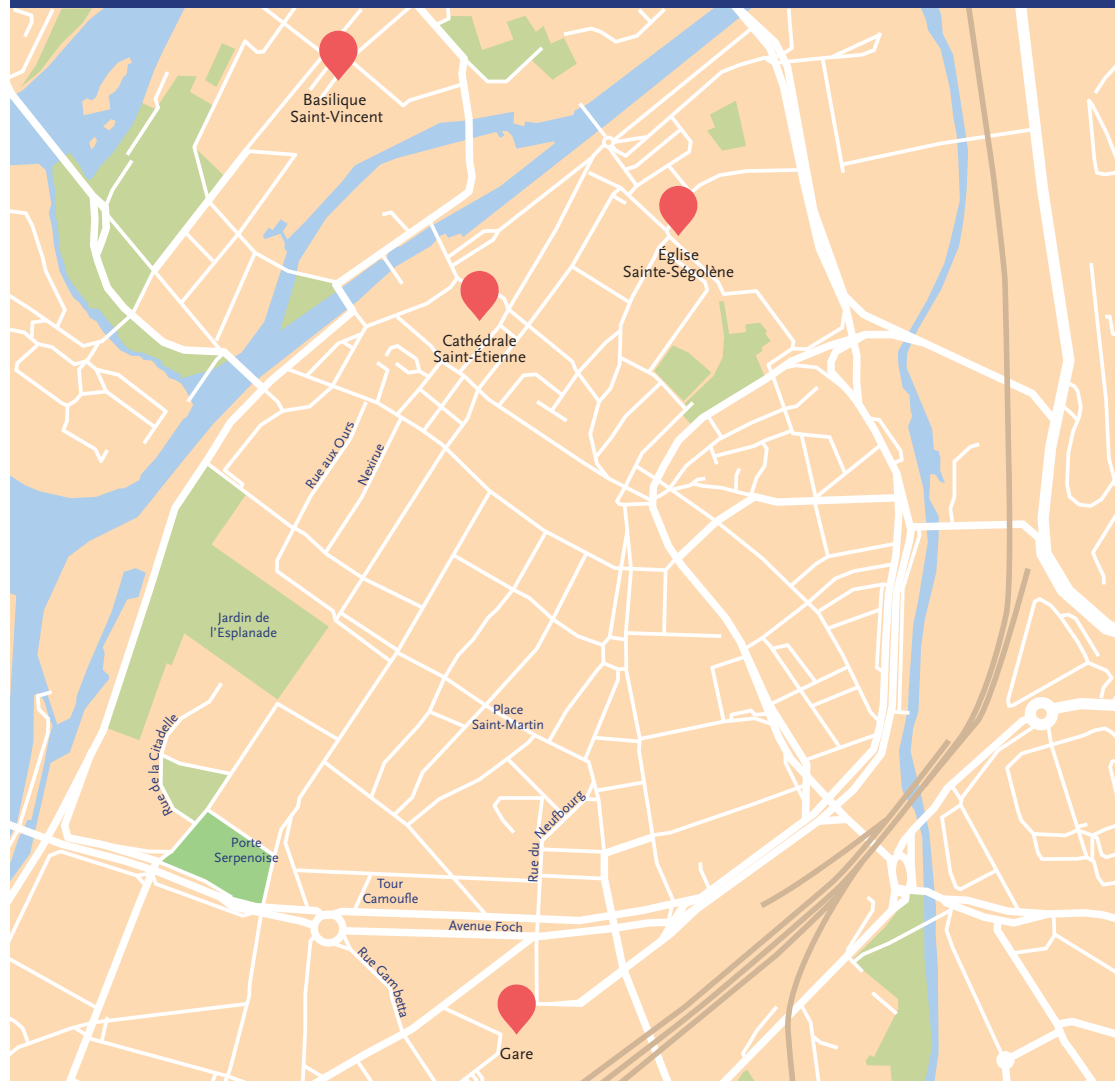 Basilique
Saint-Vincent
Église
Sainte-Ségolène
Cathédrale
Saint-Étienne
Rue aux Ours
Nexirue
Jardin de
l'Esplanade
Place
Saint-Martin
Rue de la Citadelle
Rue du Neufbourg
Porte
Serpenoise
Tour
Camoufle
Avenue Foch
Rue Gambetta
Gare